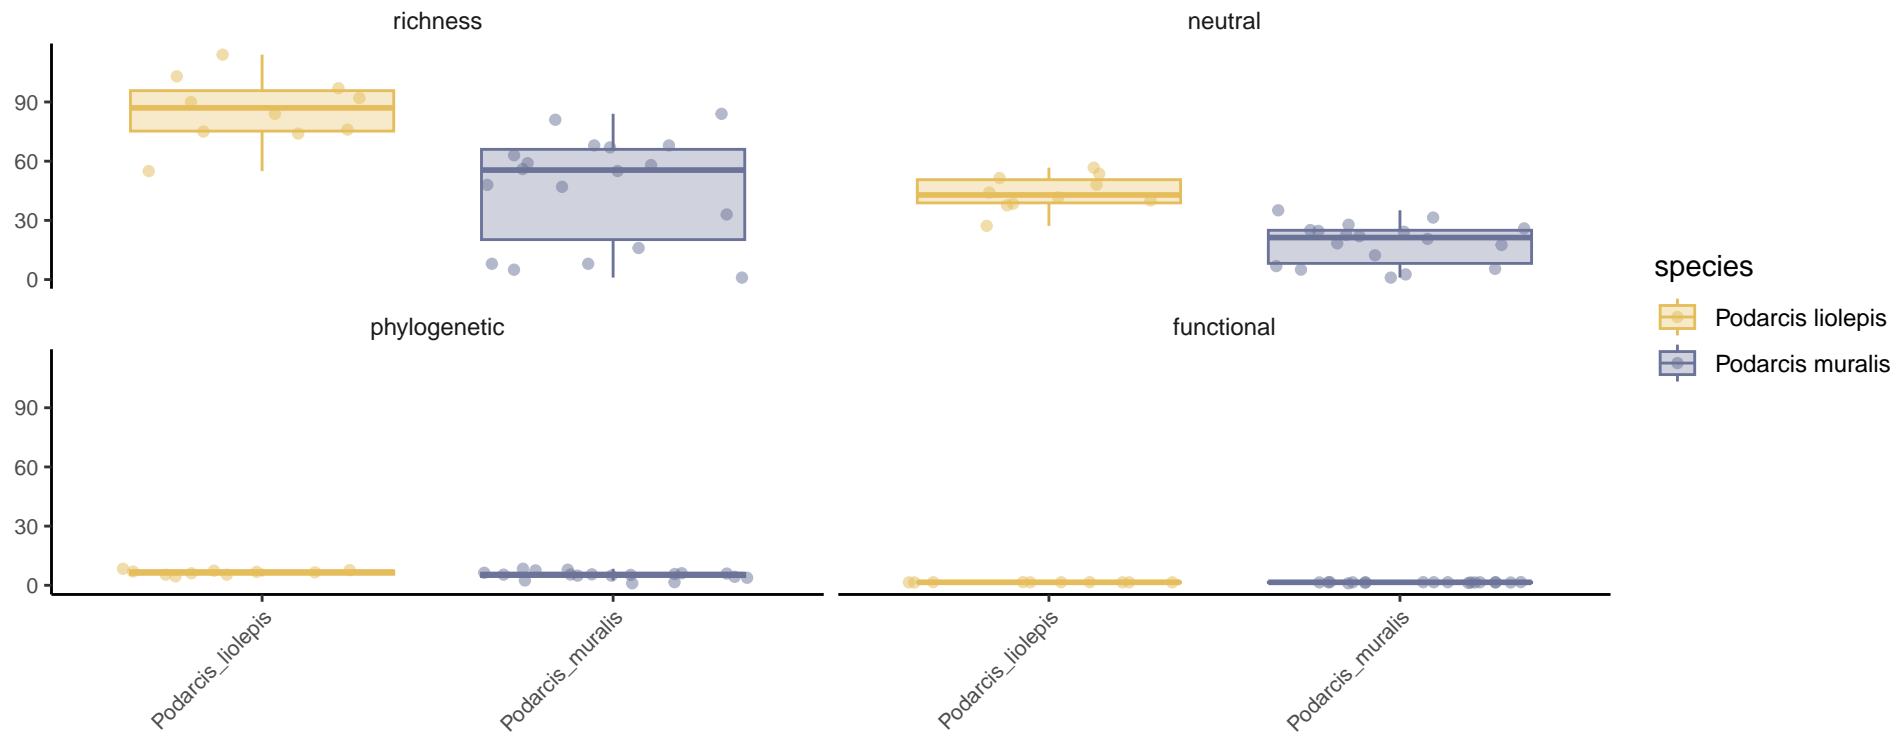 richness
neutral
90
60
30
0
phylogenetic
functional
90
60
30
0
Podarcis_liolepis
Podarcis_muralis
Podarcis_liolepis
Podarcis_muralis
species
Podarcis liolepis
Podarcis muralis